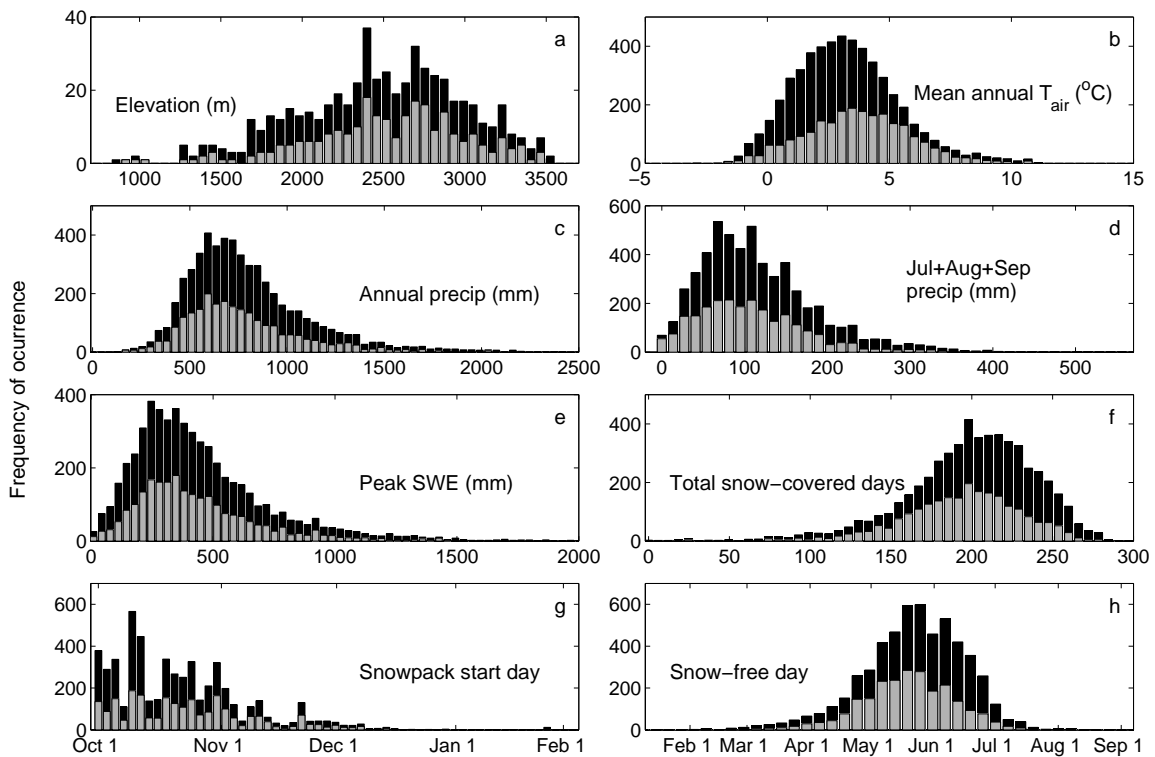 Frequency of ocurrence
40
20
0
a
Elevation (m)
1000 1500 2000 2500 3000 3500
400
200
0
b
Mean annual Tair (oC)
−5 0 5 10 15
400
200
0
c
Annual precip (mm)
0 500 1000 1500 2000 2500
600
400
200
0
d
Jul+Aug+Sep
precip (mm)
0 100 200 300 400 500
400
200
0
e
Peak SWE (mm)
0 500 1000 1500 2000
400
200
0
f
Total snow−covered days
0 50 100 150 200 250 300
600
400
200
0
g
Snowpack start day
Oct 1 Nov 1 Dec 1 Jan 1 Feb 1
600
400
200
0
h
Snow−free day
Feb 1 Mar 1 Apr 1 May 1 Jun 1 Jul 1 Aug 1 Sep 1